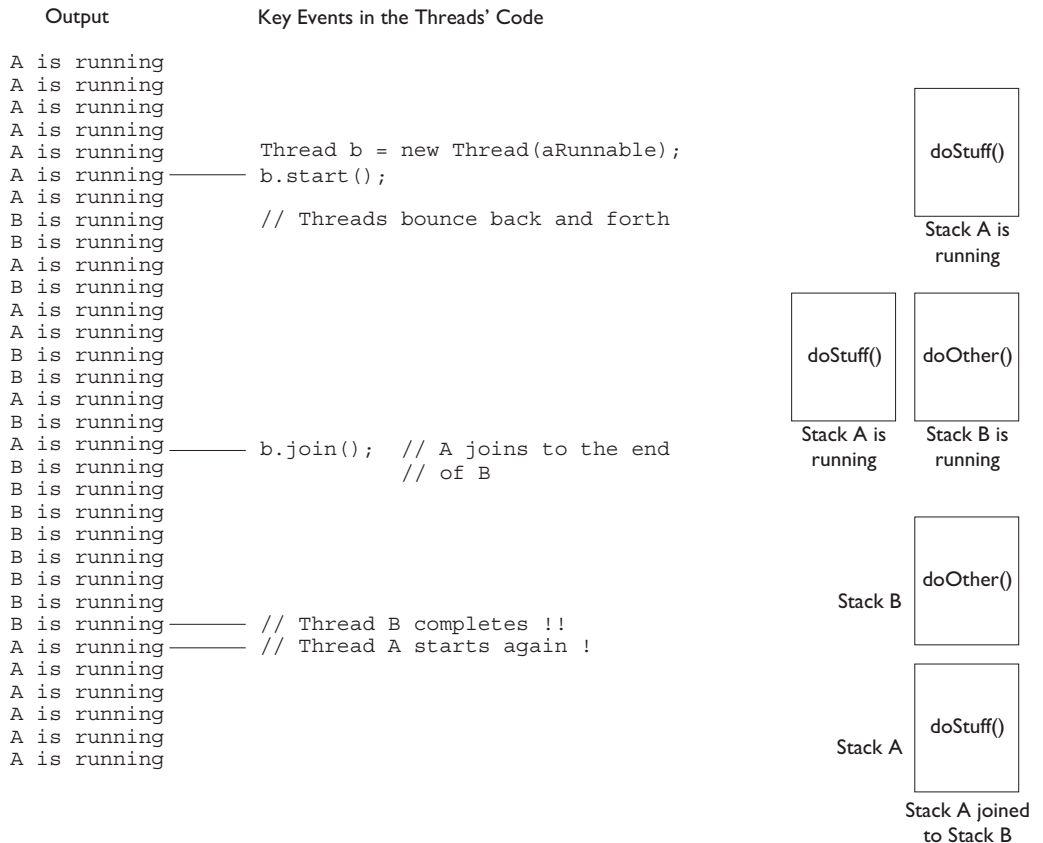 Output
Key Events in the Threads' Code
A is running
A is running
A is running
A is running
A is running
A is running
A is running
B is running
B is running
A is running
B is running
A is running
A is running
B is running
B is running
A is running
B is running
A is running
B is running
B is running
B is running
B is running
B is running
B is running
B is running
B is running
A is running
A is running
A is running
A is running
A is running
A is running
Thread b = new Thread(aRunnable);
b.start();
// Threads bounce back and forth
b.join(); // A joins to the end
// of B
// Thread B completes !!
// Thread A starts again !
doStuff()
Stack A is
running
doStuff()
Stack A is
running
doOther()
Stack B is
running
Stack B
doOther()
Stack A
doStuff()
Stack A joined
to Stack B